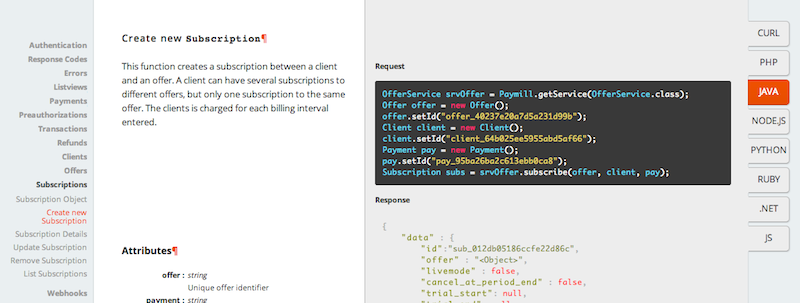 Authentication
Response Codes
Errors
Listviews
Payments
Preauthorizations
Transactions
Refunds
Clients
Offers
Subscriptions
Subscription Object
Create new
Subscription
Subscription Details
Update Subscription
Remove Subscription
List Subscriptions
Webhooks
Create new Subscription¶
This function creates a subscription between a client
and an offer. A client can have several subscriptions to
different offers, but only one subscription to the same
offer. The clients is charged for each billing interval
entered.
Attributes¶
offer : string
Unique offer identifier
payment : string
Request
OfferService srvOffer = Paymill.getService(OfferService.class);
Offer offer = new Offer();
offer.setId("offer_40237e20a7d5a231d99b");
Client client = new Client();
client.setId("client_64b025ee5955abd5af66");
Payment pay = new Payment();
pay.setId("pay_95ba26ba2c613ebb0ca8");
Subscription subs = srvOffer.subscribe(offer, client, pay);
Response
{
"data" : {
"id":"sub_012db05186ccfe22d86c",
"offer" : "<Object>",
"livemode" : false,
"cancel_at_period_end" : false,
"trial_start": null,
CURL
PHP
JAVA
NODE.JS
PYTHON
RUBY
.NET
JS